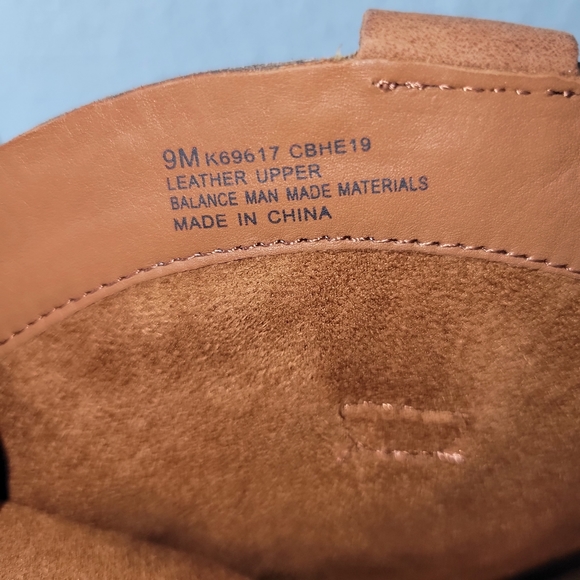 9M K69617 CBHE19
LEATHER UPPER
BALANCE MAN MADE MATERIALS
MADE IN CHINA